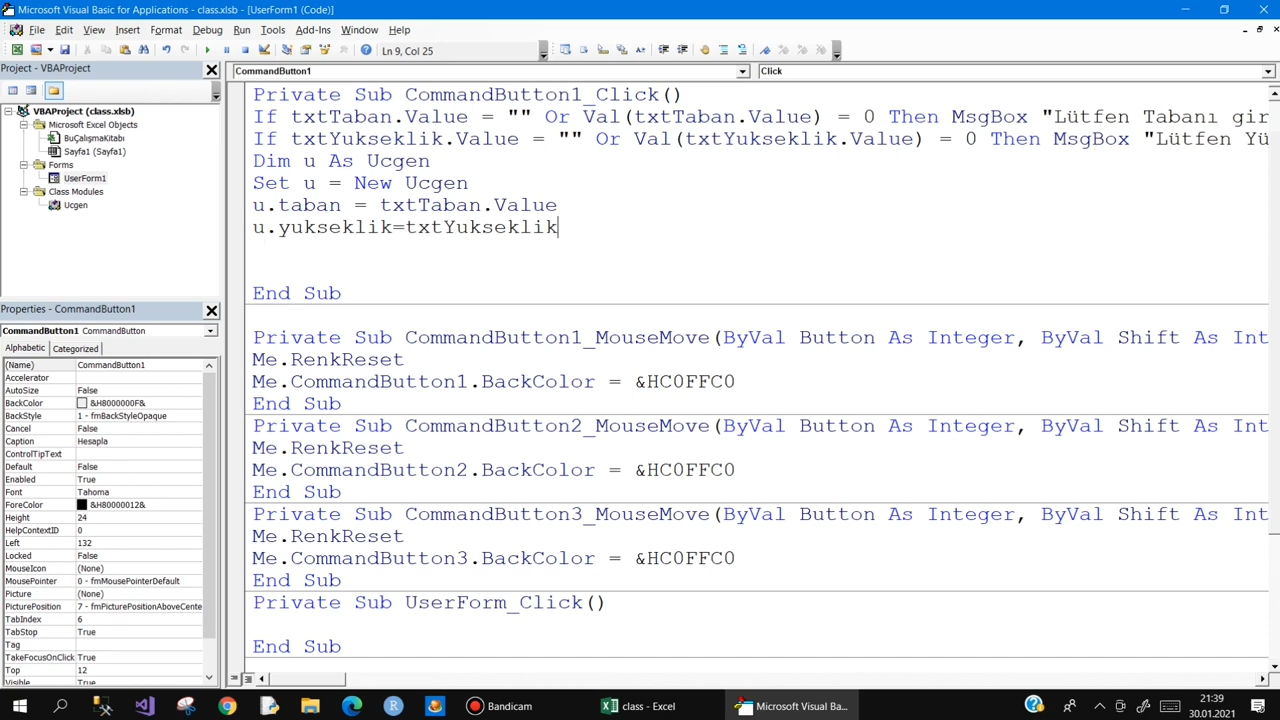 Microsoft Visual Basic for Applications - class.xlsb - [UserForm1 (Code)]
File Edit View Insert Format Debug Run Tools Add-Ins Window Help
Ln 9, Col 25
Project - VBAProject
CommandButton1
Click
VBAProject (class.xlsb)
Microsoft Excel Objects
BuÇalışmaKitabı
Sayfa1 (Sayfa1)
Forms
UserForm1
Class Modules
Ucgen
Private Sub CommandButton1_Click()
If txtTaban.Value = "" Or Val(txtTaban.Value) = 0 Then MsgBox "Lütfen Tabanı gir
If txtYukseklik.Value = "" Or Val(txtYukseklik.Value) = 0 Then MsgBox "Lütfen Yü
Dim u As Ucgen
Set u = New Ucgen
u.taban = txtTaban.Value
u.yukseklik=txtYukseklik
End Sub
Private Sub CommandButton1_MouseMove(ByVal Button As Integer, ByVal Shift As Int
Me.RenkReset
Me.CommandButton1.BackColor = &HC0FFC0
End Sub
Private Sub CommandButton2_MouseMove(ByVal Button As Integer, ByVal Shift As Int
Me.RenkReset
Me.CommandButton2.BackColor = &HC0FFC0
End Sub
Private Sub CommandButton3_MouseMove(ByVal Button As Integer, ByVal Shift As Int
Me.RenkReset
Me.CommandButton3.BackColor = &HC0FFC0
End Sub
Private Sub UserForm_Click()
End Sub
Properties - CommandButton1
CommandButton1 CommandButton
Alphabetic Categorized
(Name) CommandButton1
Accelerator
AutoSize False
BackColor &H8000000F&
BackStyle 1 - fmBackStyleOpaque
Cancel False
Caption Hesapla
ControlTipText
Default False
Enabled True
Font Tahoma
ForeColor &H80000012&
Height 24
HelpContextID 0
Left 132
Locked False
MouseIcon (None)
MousePointer 0 - fmMousePointerDefault
Picture (None)
PicturePosition 7 - fmPicturePositionAboveCente
TabIndex 6
TabStop True
Tag
TakeFocusOnClick True
Top 12
Visible True
Bandicam
class - Excel
Microsoft Visual Ba...
21:39
30.01.2021